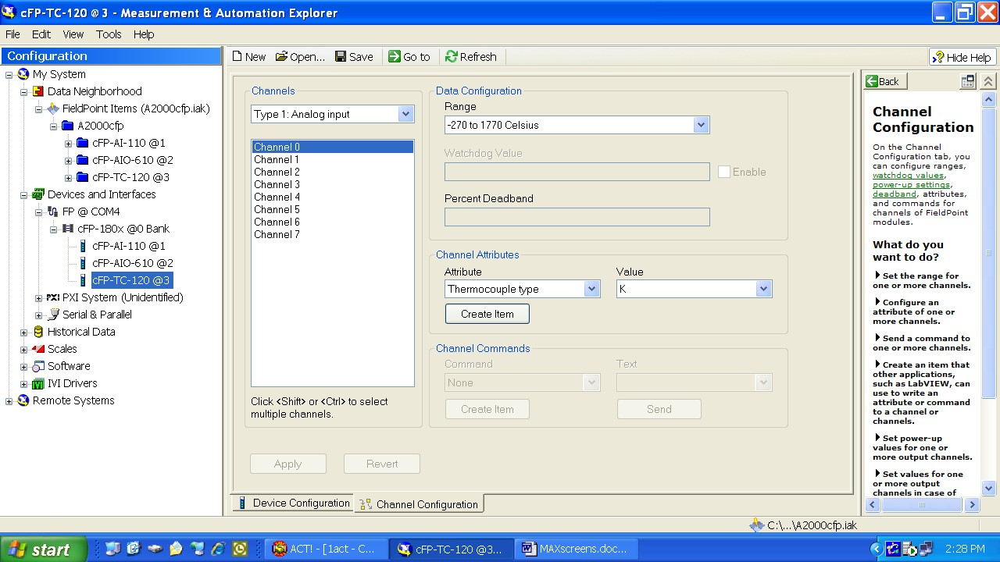 cFP-TC-120 @ 3 - Measurement & Automation Explorer
File Edit View Tools Help
Configuration
My System
Data Neighborhood
FieldPoint Items (A2000cfp.iak)
A2000cfp
cFP-AI-110 @1
cFP-AIO-610 @2
cFP-TC-120 @3
Devices and Interfaces
FP @ COM4
cFP-180x @0 Bank
cFP-AI-110 @1
cFP-AIO-610 @2
cFP-TC-120 @3
PXI System (Unidentified)
Serial & Parallel
Historical Data
Scales
Software
IVI Drivers
Remote Systems
New Open... Save Go to Refresh Hide Help
Channels
Type 1: Analog input
Channel 0
Channel 1
Channel 2
Channel 3
Channel 4
Channel 5
Channel 6
Channel 7
Click <Shift> or <Ctrl> to select
multiple channels.
Apply Revert
Data Configuration
Range
-270 to 1770 Celsius
Watchdog Value
Enable
Percent Deadband
Channel Attributes
Attribute Value
Thermocouple type K
Create Item
Channel Commands
Command Text
None
Create Item Send
Device Configuration Channel Configuration
Back
Channel
Configuration
On the Channel
Configuration tab, you
can configure ranges,
watchdog values,
power-up settings,
deadband, attributes,
and commands for
channels of FieldPoint
modules.
What do you
want to do?
Set the range for
one or more channels.
Configure an
attribute of one or
more channels.
Send a command to
one or more channels.
Create an item that
other applications,
such as LabVIEW, can
use to write an
attribute or command
to a channel or
channels.
Set power-up
values for one or
more output channels.
Set values for one
or more output
channels in case of
C:\...\A2000cfp.iak
start
ACT! - [1act - C...
cFP-TC-120 @3...
MAXscreens.doc...
2:28 PM